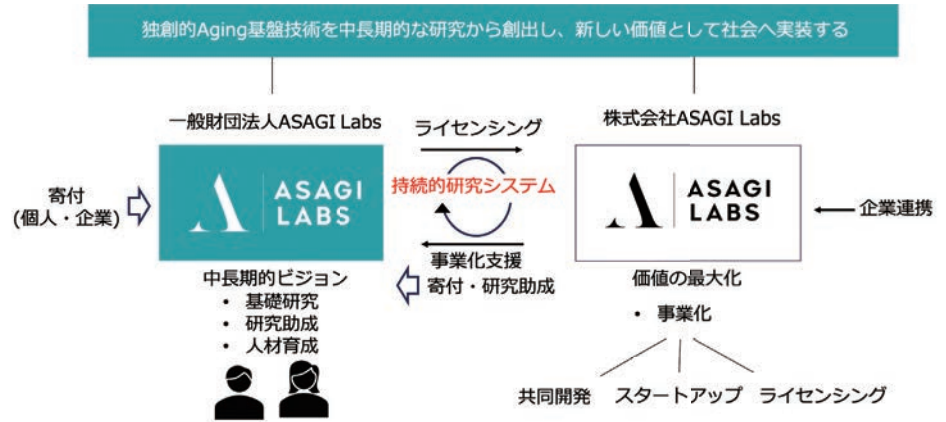 独創的Aging基盤技術を中長期的な研究から創出し、新しい価値として社会へ実装する
一般財団法人ASAGI Labs
ライセンシング
株式会社ASAGI Labs
寄付
(個人・企業)
ASAGI
LABS
持続的研究システム
ASAGI
LABS
企業連携
事業化支援
寄付・研究助成
中長期的ビジョン
• 基礎研究
• 研究助成
• 人材育成
価値の最大化
• 事業化
共同開発
スタートアップ
ライセンシング